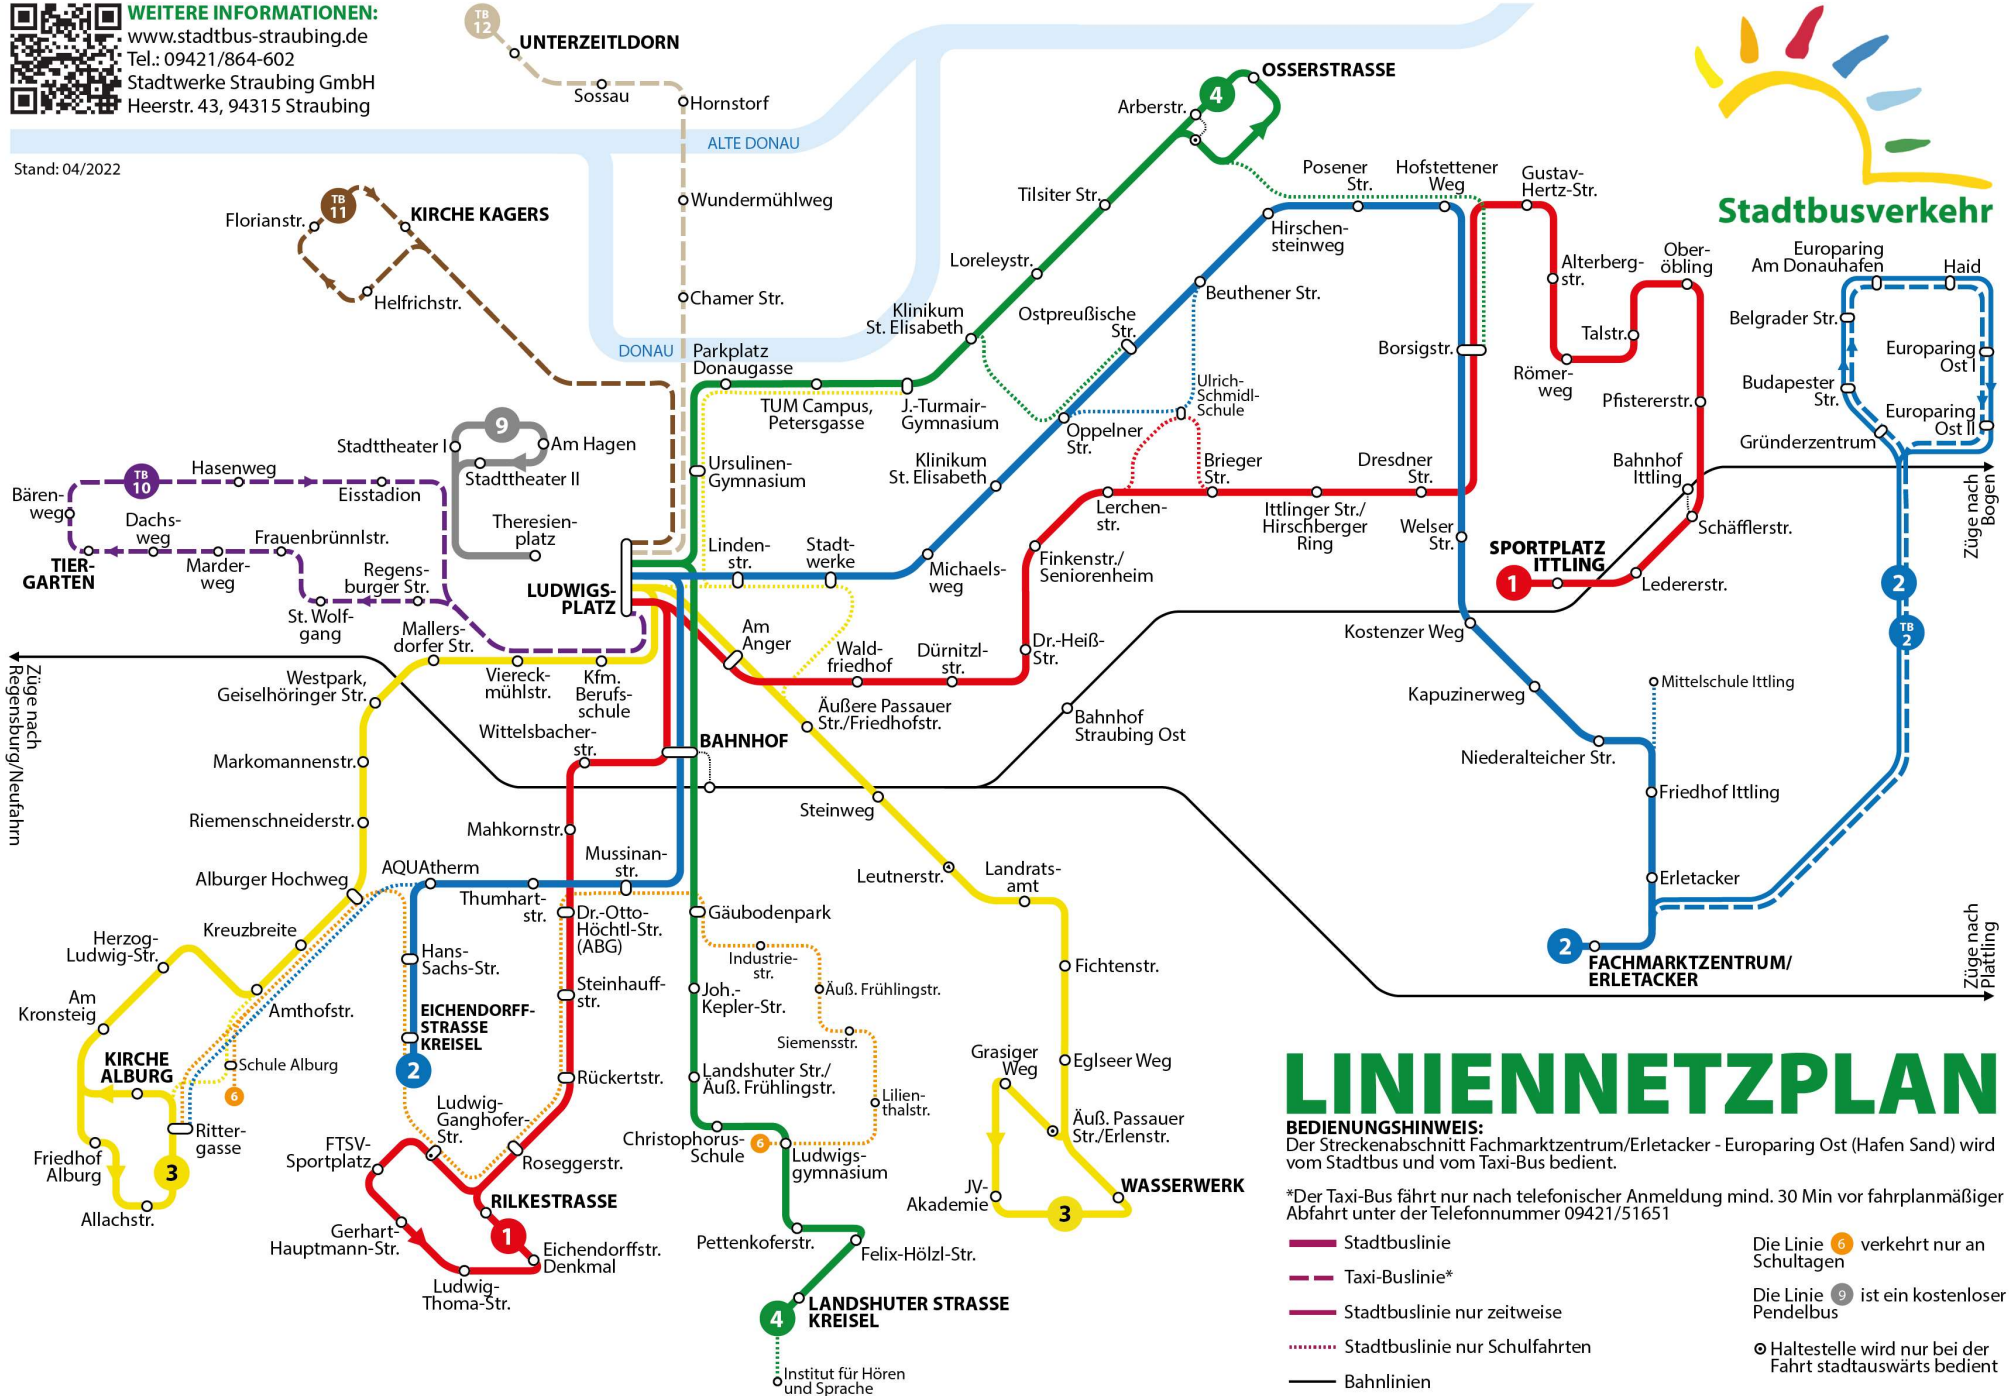 WEITERE INFORMATIONEN:
www.stadtbus-straubing.de
Tel.: 09421/864-602
Stadtwerke Straubing GmbH
Heerstr. 43, 94315 Straubing
Stand: 04/2022
TB
12
UNTERZEITLDORN
Sossau
Hornstorf
ALTE DONAU
Wundermühlweg
Chamer Str.
DONAU
TB
11
Florianstr.
KIRCHE KAGERS
Helfrichstr.
4
OSSERSTRASSE
Arberstr.
Tilsiter Str.
Loreleystr.
Klinikum
St. Elisabeth
Parkplatz
Donaugasse
TUM Campus,
Petersgasse
J.-Turmair-
Gymnasium
Ursulinen-
Gymnasium
Stadtbusverkehr
Posener
Str.
Hofstettener
Weg
Gustav-
Hertz-Str.
Hirschen-
steinweg
Beuthener Str.
Ostpreußische
Str.
Oppelner
Str.
Ulrich-
Schmidl-
Schule
Klinikum
St. Elisabeth
Michaels-
weg
Stadt-
werke
Linden-
str.
Borsigstr.
Alterberg-
str.
Ober-
öbling
Talstr.
Römer-
weg
Pfistererstr.
Bahnhof
Ittling
Schäfflerstr.
Ledererstr.
SPORTPLATZ
ITTLING
1
Europaring
Am Donauhafen
Haid
Belgrader Str.
Europaring
Ost I
Budapester
Str.
Europaring
Ost II
Gründerzentrum
Züge nach
Bogen
2
TB
2
9
Stadttheater I
Am Hagen
Stadttheater II
Theresien-
platz
TB
10
Hasenweg
Eisstadion
Bären-
weg
Dachs-
weg
Frauenbrünnlstr.
TIER-
GARTEN
Marder-
weg
Regens-
burger Str.
St. Wolf-
gang
LUDWIGS-
PLATZ
Mallers-
dorfer Str.
Viereck-
mühlstr.
Kfm.
Berufs-
schule
Westpark,
Geiselhöringer Str.
Züge nach
Regensburg/Neufahrn
Markomannenstr.
Riemenschneiderstr.
Alburger Hochweg
Kreuzbreite
Herzog-
Ludwig-Str.
Am
Kronsteig
Amthofstr.
KIRCHE
ALBURG
Schule Alburg
6
Ritter-
gasse
Friedhof
Alburg
3
Allachstr.
Am
Anger
Wald-
friedhof
Dürnitzl-
str.
Dr.-Heiß-
Str.
Finkenstr./
Seniorenheim
Lerchen-
str.
Brieger
Str.
Ittlinger Str./
Hirschberger
Ring
Dresdner
Str.
Welser
Str.
Kostenzer Weg
Kapuzinerweg
Mittelschule Ittling
Niederalteicher Str.
Friedhof Ittling
Erletacker
2
FACHMARKTZENTRUM/
ERLETACKER
Züge nach
Plattling
Äußere Passauer
Str./Friedhofstr.
Bahnhof
Straubing Ost
BAHNHOF
Wittelsbacher-
str.
Steinweg
Mahkornstr.
Mussinan-
str.
AQUAtherm
Thumhart-
str.
Dr.-Otto-
Höchtl-Str.
(ABG)
Hans-
Sachs-Str.
Steinhauff-
str.
EICHENDORFF-
STRASSE
KREISEL
2
Rückertstr.
Ludwig-
Ganghofer-
Str.
FTSV-
Sportplatz
Roseggerstr.
RILKESTRASSE
1
Gerhart-
Hauptmann-Str.
Eichendorffstr.
Denkmal
Ludwig-
Thoma-Str.
Gäubodenpark
Industrie-
str.
Äuß. Frühlingstr.
Joh.-
Kepler-Str.
Siemensstr.
Landshuter Str./
Äuß. Frühlingstr.
Lilien-
thalstr.
Christophorus-
Schule
6
Ludwigs-
gymnasium
Pettenkoferstr.
Felix-Hölzl-Str.
4
LANDSHUTER STRASSE
KREISEL
Institut für Hören
und Sprache
Leutnerstr.
Landrats-
amt
Fichtenstr.
Grasiger
Weg
Eglseer Weg
Äuß. Passauer
Str./Erlenstr.
JV-
Akademie
WASSERWERK
3
LINIENNETZPLAN
BEDIENUNGSHINWEIS:
Der Streckenabschnitt Fachmarktzentrum/Erletacker - Europaring Ost (Hafen Sand) wird
vom Stadtbus und vom Taxi-Bus bedient.
*Der Taxi-Bus fährt nur nach telefonischer Anmeldung mind. 30 Min vor fahrplanmäßiger
Abfahrt unter der Telefonnummer 09421/51651
Stadtbuslinie
Taxi-Buslinie*
Stadtbuslinie nur zeitweise
Stadtbuslinie nur Schulfahrten
Bahnlinien
Die Linie 6 verkehrt nur an
Schultagen
Die Linie 9 ist ein kostenloser
Pendelbus
Haltestelle wird nur bei der
Fahrt stadtauswärts bedient